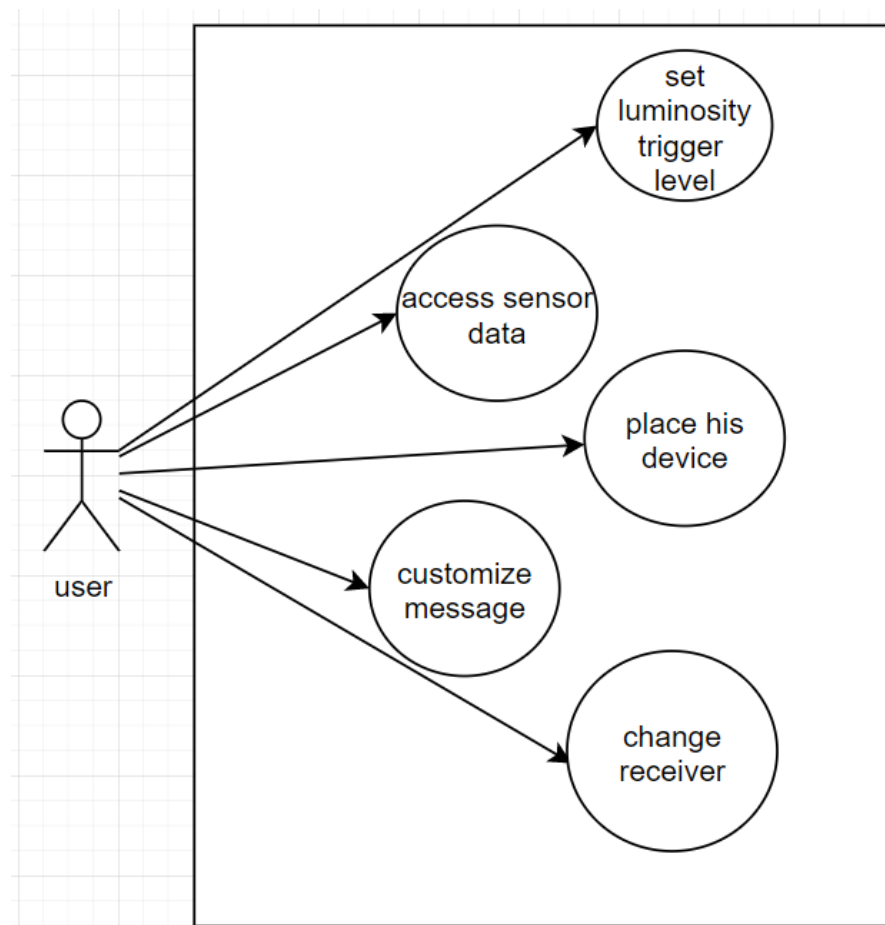 set
luminosity
trigger
level
access sensor
data
place his
device
user
customize
message
change
receiver